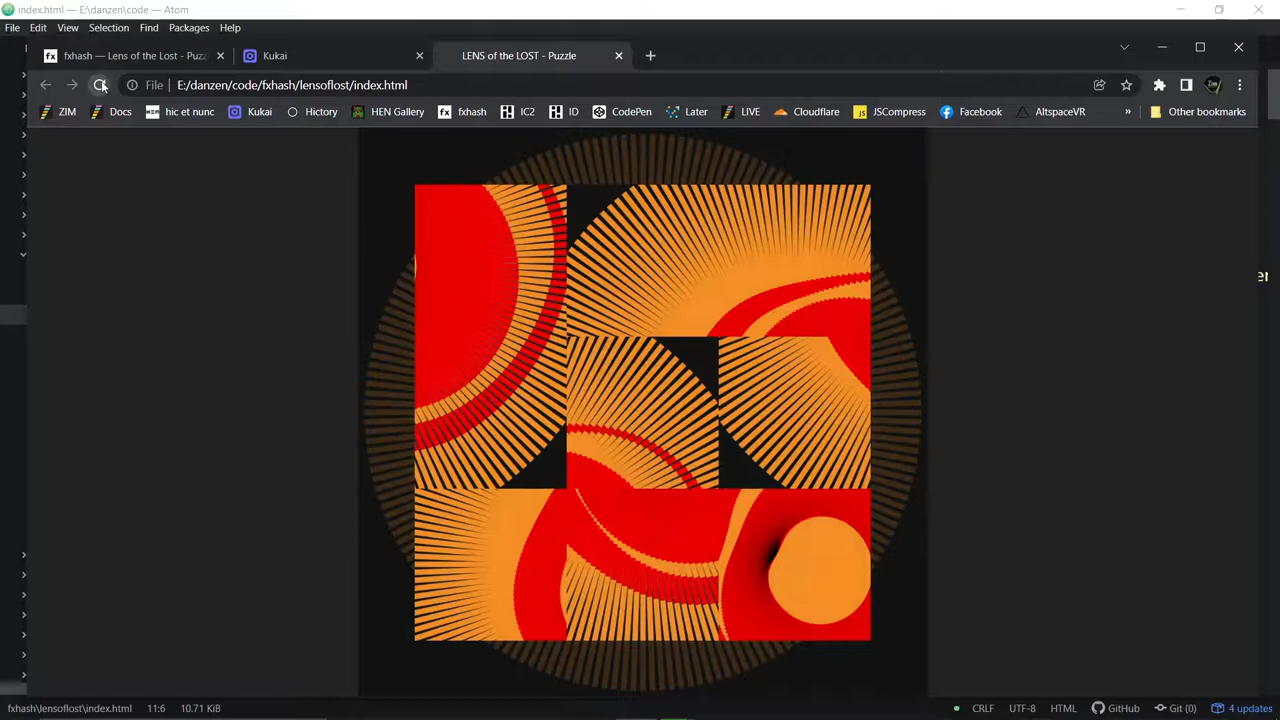 index.html — E:\danzen\code — Atom
File Edit View Selection Find Packages Help
fxhash — Lens of the Lost - Puzz
Kukai
LENS of the LOST - Puzzle
File E:/danzen/code/fxhash/lensoflost/index.html
ZIM Docs hic et nunc Kukai Hictory HEN Gallery fxhash IC2 ID CodePen Later LIVE Cloudflare JSCompress Facebook AltspaceVR » Other bookmarks
fxhash\lensoflost\index.html 11:6 10.71 KiB CRLF UTF-8 HTML GitHub Git (0) 4 updates